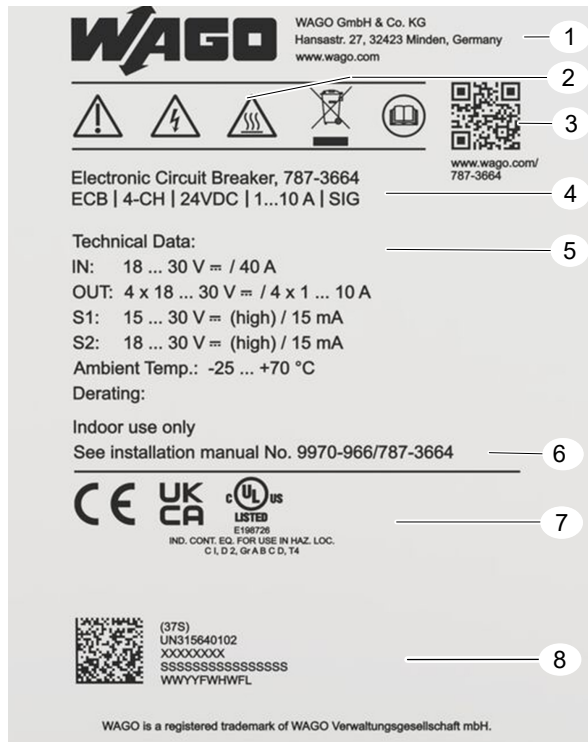 WAGO
WAGO GmbH & Co. KG
Hansastr. 27, 32423 Minden, Germany
www.wago.com
1
2
3
www.wago.com/
787-3664
Electronic Circuit Breaker, 787-3664
ECB | 4-CH | 24VDC | 1...10 A | SIG
4
Technical Data:
5
IN: 18 ... 30 V ⎓ / 40 A
OUT: 4 x 18 ... 30 V ⎓ / 4 x 1 ... 10 A
S1: 15 ... 30 V ⎓ (high) / 15 mA
S2: 18 ... 30 V ⎓ (high) / 15 mA
Ambient Temp.: -25 ... +70 °C
Derating:
Indoor use only
See installation manual No. 9970-966/787-3664
6
CE
UK
CA
C UL US
LISTED
E198726
IND. CONT. EQ. FOR USE IN HAZ. LOC.
C I, D 2, Gr A B C D, T4
7
(37S)
UN315640102
XXXXXXXX
SSSSSSSSSSSSSSSSS
WWYYFWHWFL
8
WAGO is a registered trademark of WAGO Verwaltungsgesellschaft mbH.